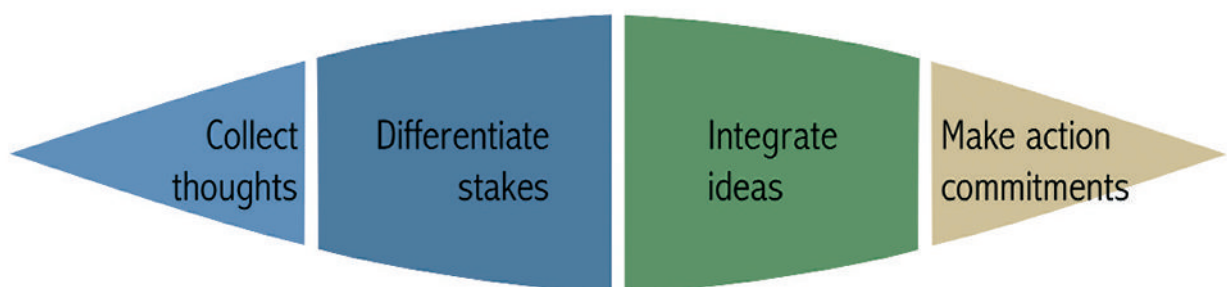 Collect
thoughts
Differentiate
stakes
Integrate
ideas
Make action
commitments